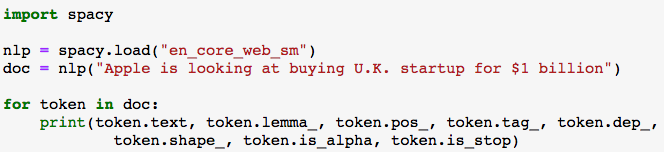 import spacy
nlp = spacy.load("en_core_web_sm")
doc = nlp("Apple is looking at buying U.K. startup for $1 billion")
for token in doc:
    print(token.text, token.lemma_, token.pos_, token.tag_, token.dep_,
            token.shape_, token.is_alpha, token.is_stop)